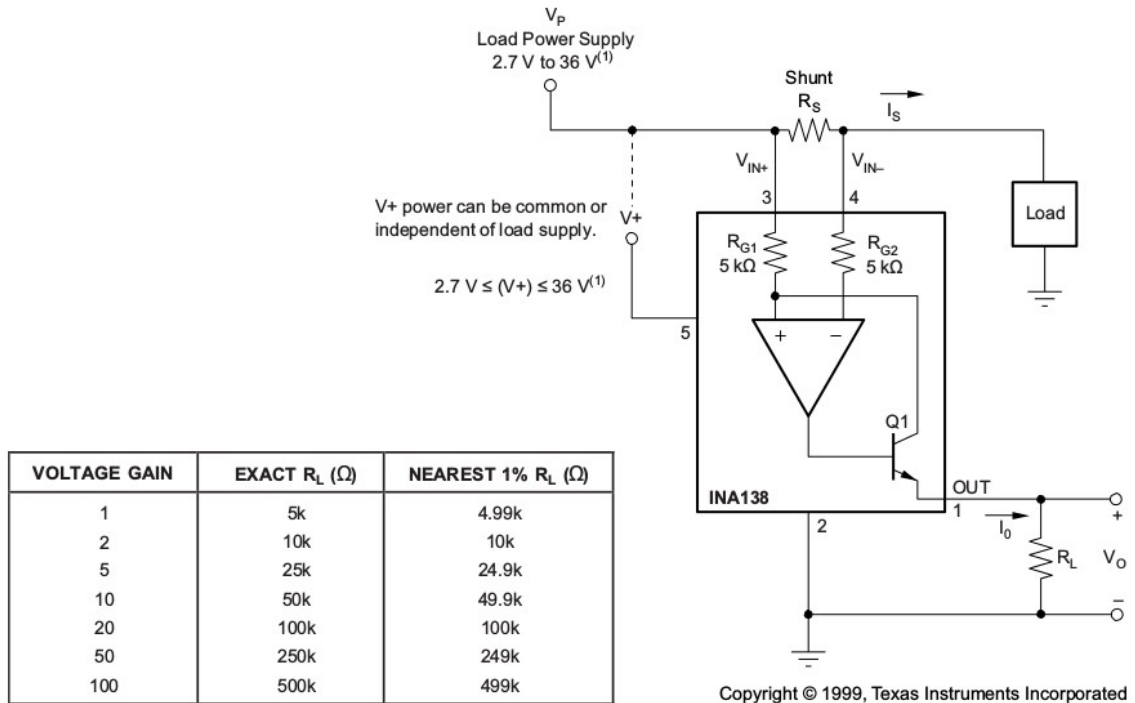 V_P
Load Power Supply
2.7 V to 36 V(1)
Shunt
R_S
I_S
V_IN+
V_IN–
3
4
V+ power can be common or
independent of load supply.
V+
2.7 V ≤ (V+) ≤ 36 V(1)
R_G1
5 kΩ
R_G2
5 kΩ
Load
5
+
–
Q1
INA138
OUT
1
2
I_0
R_L
+
V_O
–
VOLTAGE GAIN EXACT R_L (Ω) NEAREST 1% R_L (Ω)
1 5k 4.99k
2 10k 10k
5 25k 24.9k
10 50k 49.9k
20 100k 100k
50 250k 249k
100 500k 499k
Copyright © 1999, Texas Instruments Incorporated